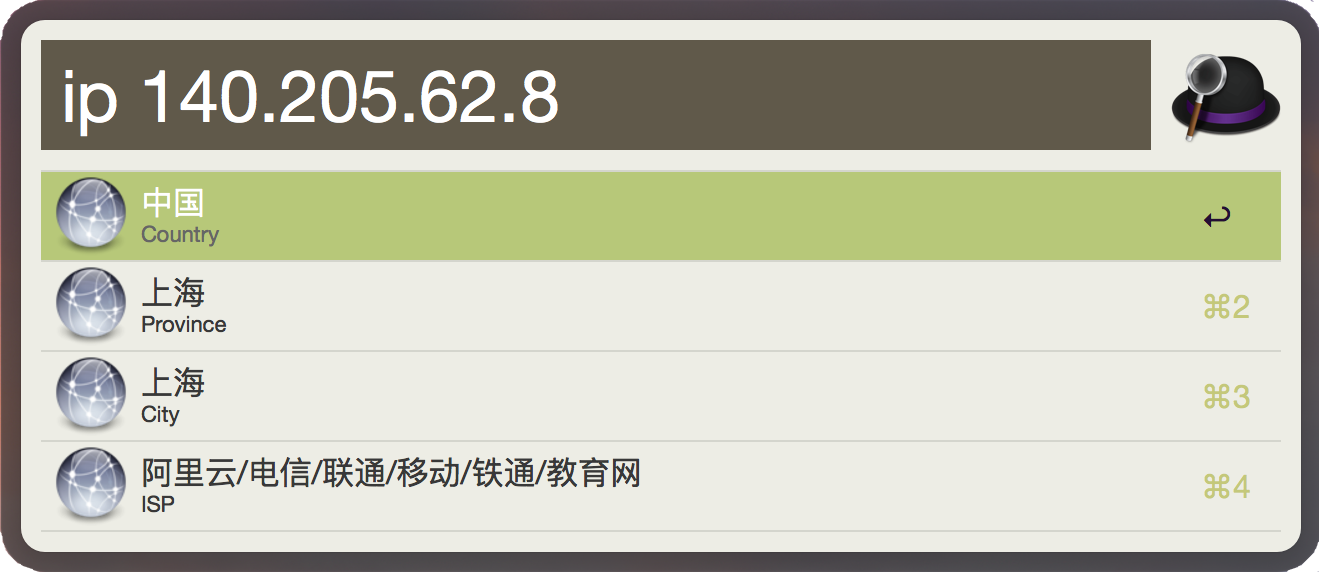 ip 140.205.62.8
中国
Country
上海
Province
⌘2
上海
City
⌘3
阿里云/电信/联通/移动/铁通/教育网
ISP
⌘4